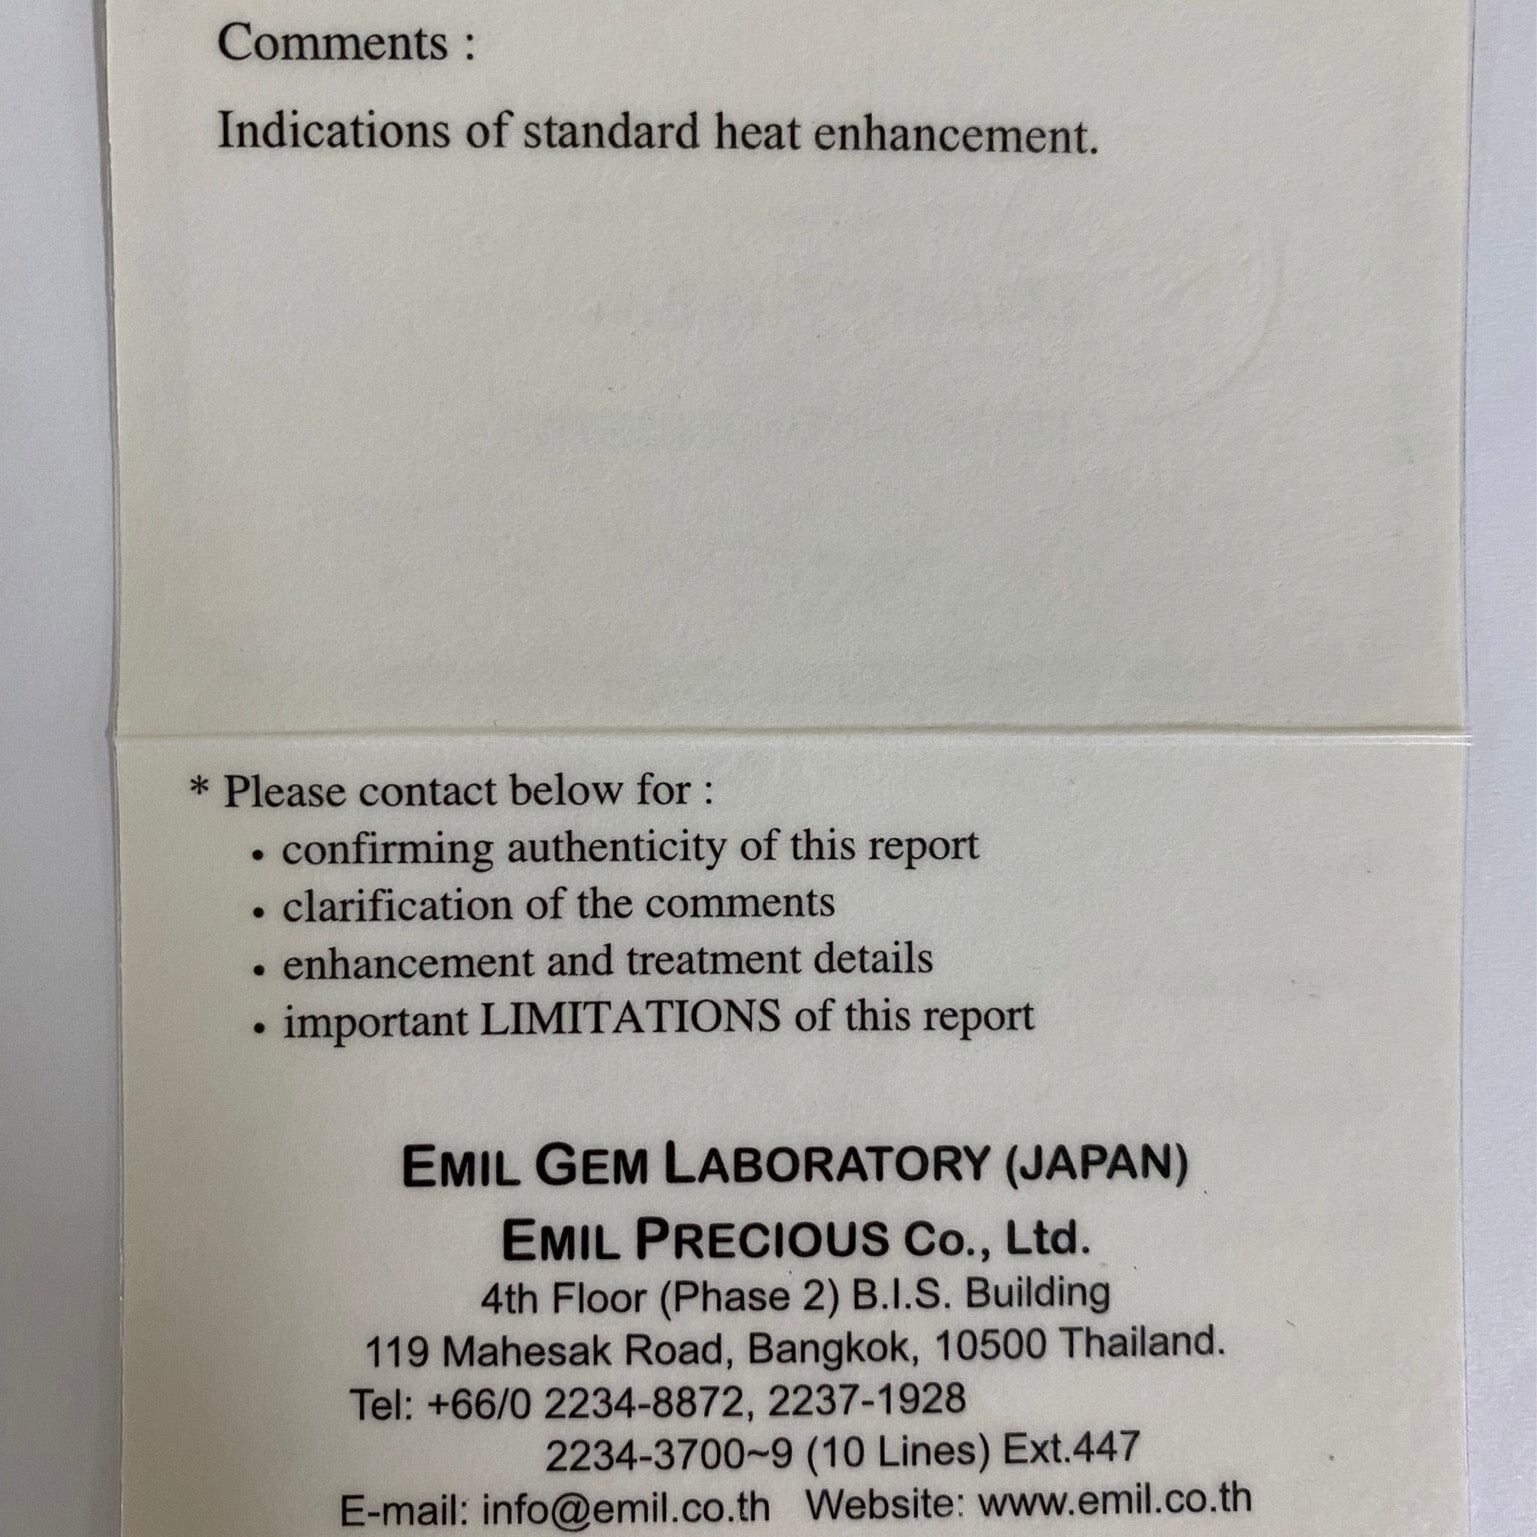 Comments :
Indications of standard heat enhancement.
* Please contact below for :
• confirming authenticity of this report
• clarification of the comments
• enhancement and treatment details
• important LIMITATIONS of this report
EMIL GEM LABORATORY (JAPAN)
EMIL PRECIOUS Co., Ltd.
4th Floor (Phase 2) B.I.S. Building
119 Mahesak Road, Bangkok, 10500 Thailand.
Tel: +66/0 2234-8872, 2237-1928
2234-3700~9 (10 Lines) Ext.447
E-mail: info@emil.co.th Website: www.emil.co.th